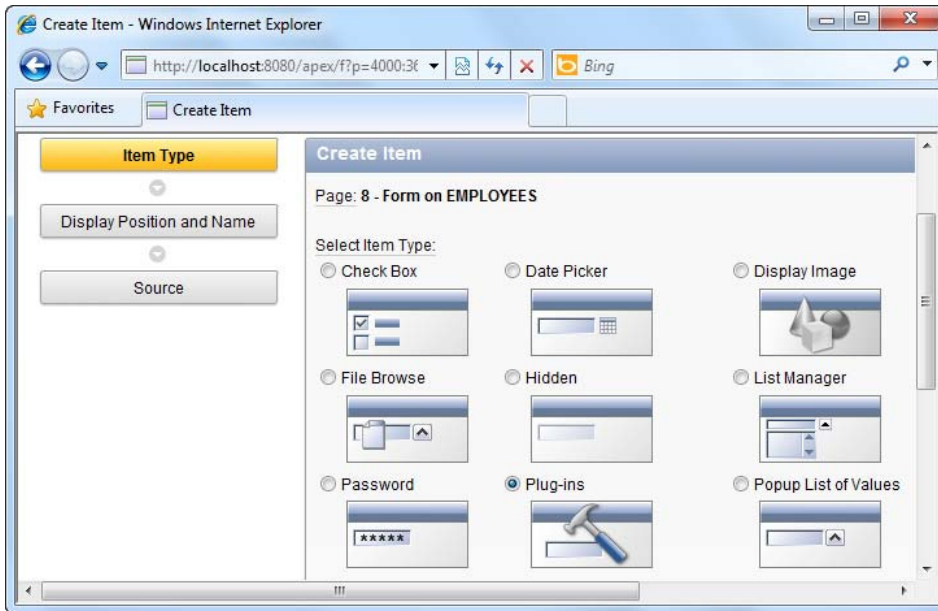 Create Item - Windows Internet Explorer
http://localhost:8080/apex/f?p=4000:3
Bing
Favorites
Create Item
Item Type
Display Position and Name
Source
Create Item
Page: 8 - Form on EMPLOYEES
Select Item Type:
Check Box
Date Picker
Display Image
File Browse
Hidden
List Manager
Password
Plug-ins
Popup List of Values
*****